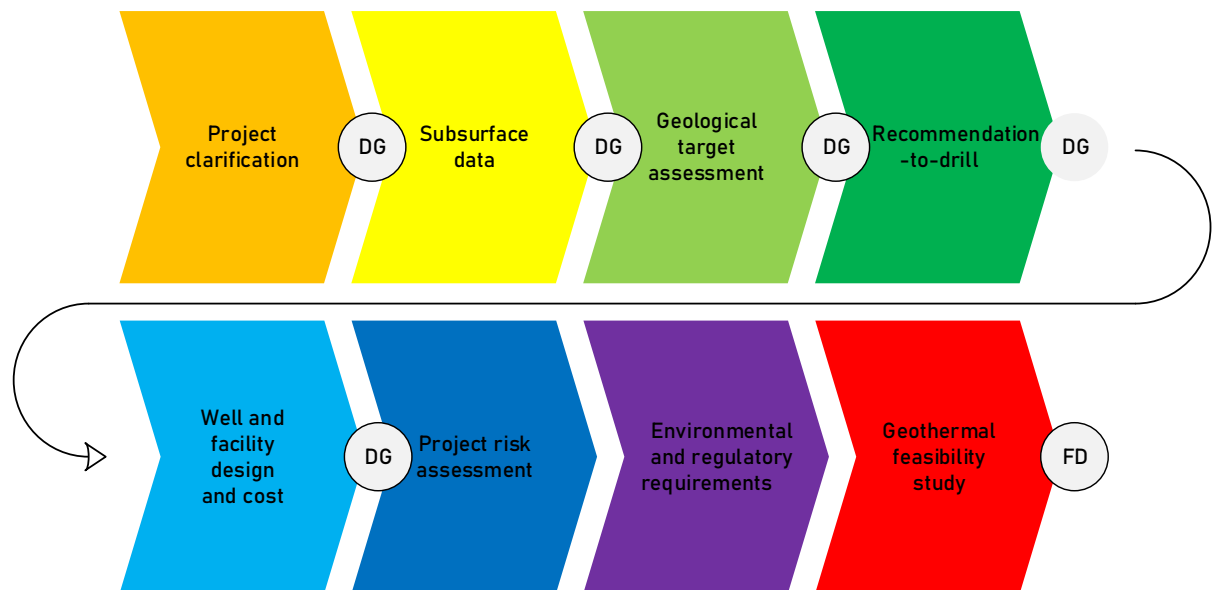 Project
clarification
DG
Subsurface
data
DG
Geological
target
assessment
DG
Recommendation
-to-drill
DG
Well and
facility
design
and cost
DG
Project risk
assessment
Environmental
and regulatory
requirements
Geothermal
feasibility
study
FD